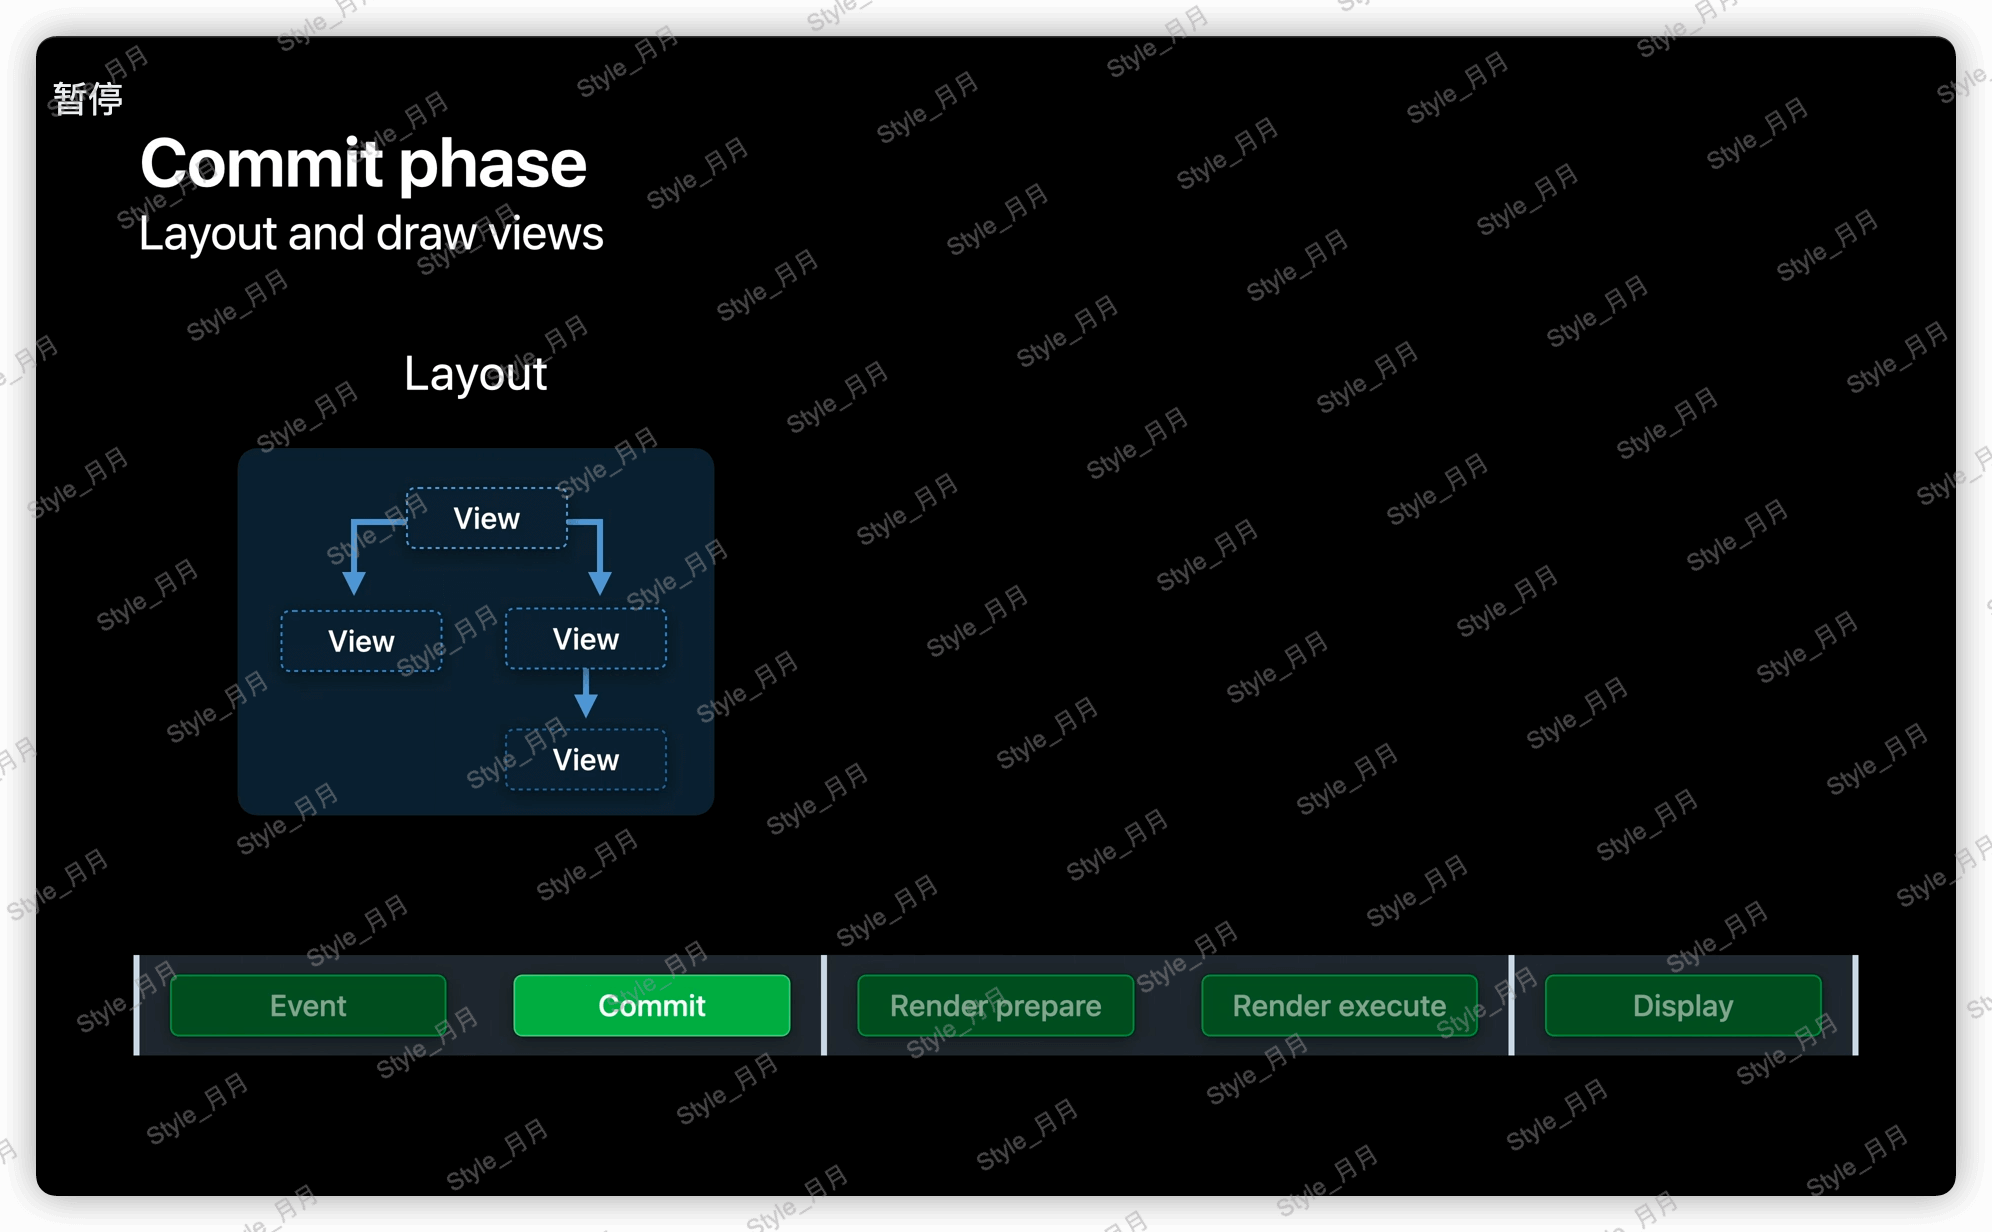 暂停
Commit phase
Layout and draw views
Layout
View
View
View
View
Event
Commit
Render prepare
Render execute
Display
Style_月月